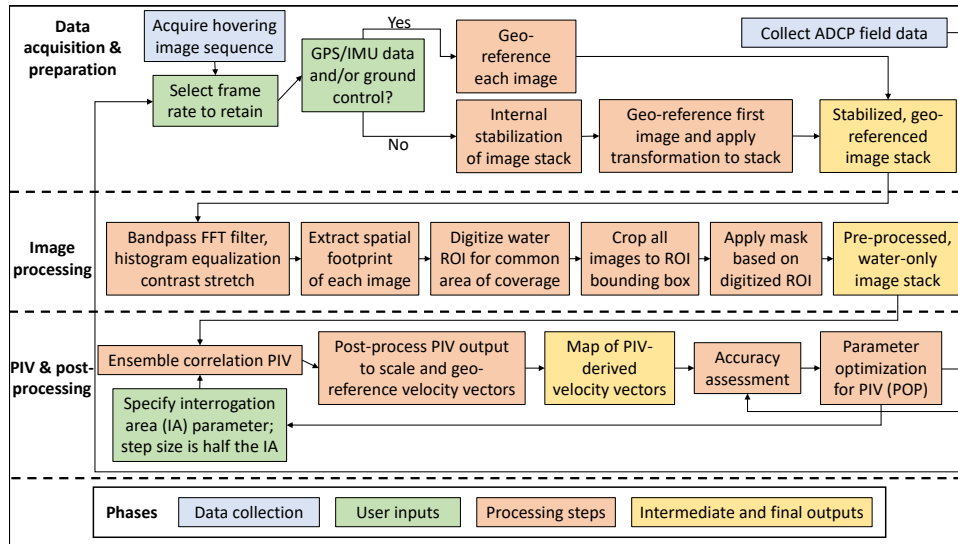 Data
acquisition &
preparation
Acquire hovering
image sequence
Select frame
rate to retain
GPS/IMU data
and/or ground
control?
Yes
No
Geo-
reference
each image
Internal
stabilization
of image stack
Geo-reference first
image and apply
transformation to stack
Collect ADCP field data
Stabilized, geo-
referenced
image stack
Image
processing
Bandpass FFT filter,
histogram equalization
contrast stretch
Extract spatial
footprint
of each image
Digitize water
ROI for common
area of coverage
Crop all
images to ROI
bounding box
Apply mask
based on
digitized ROI
Pre-processed,
water-only
image stack
PIV & post-
processing
Ensemble correlation PIV
Specify interrogation
area (IA) parameter;
step size is half the IA
Post-process PIV output
to scale and geo-
reference velocity vectors
Map of PIV-
derived
velocity vectors
Accuracy
assessment
Parameter
optimization
for PIV (POP)
Phases
Data collection
User inputs
Processing steps
Intermediate and final outputs